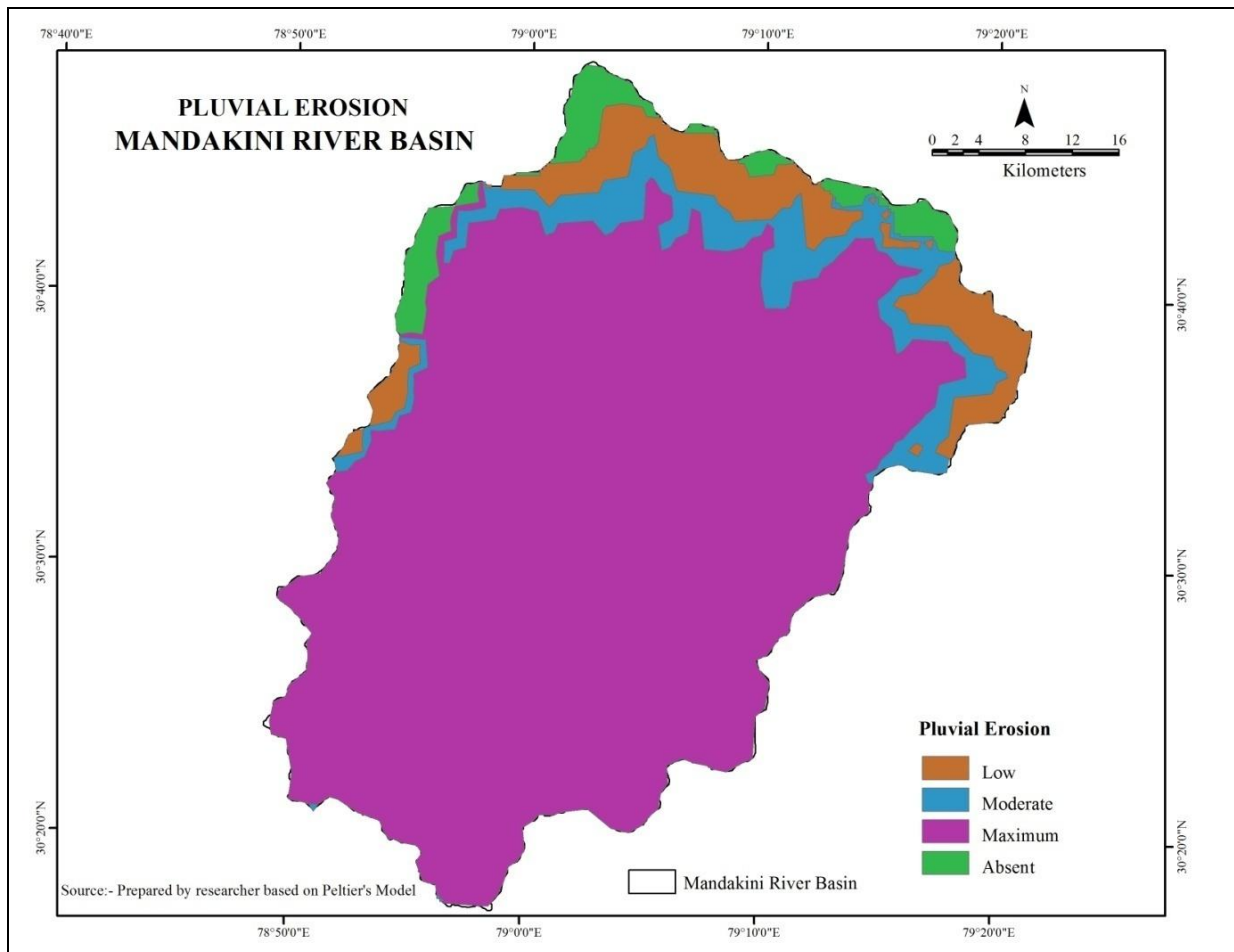 78°40'0"E
78°50'0"E
79°0'0"E
79°10'0"E
79°20'0"E
PLUVIAL EROSION
MANDAKINI RIVER BASIN
N
0 2 4 8 12 16
Kilometers
30°40'0"N
30°40'0"N
30°30'0"N
30°30'0"N
30°20'0"N
30°20'0"N
Pluvial Erosion
Low
Moderate
Maximum
Absent
Mandakini River Basin
Source:- Prepared by researcher based on Peltier's Model
78°50'0"E
79°0'0"E
79°10'0"E
79°20'0"E